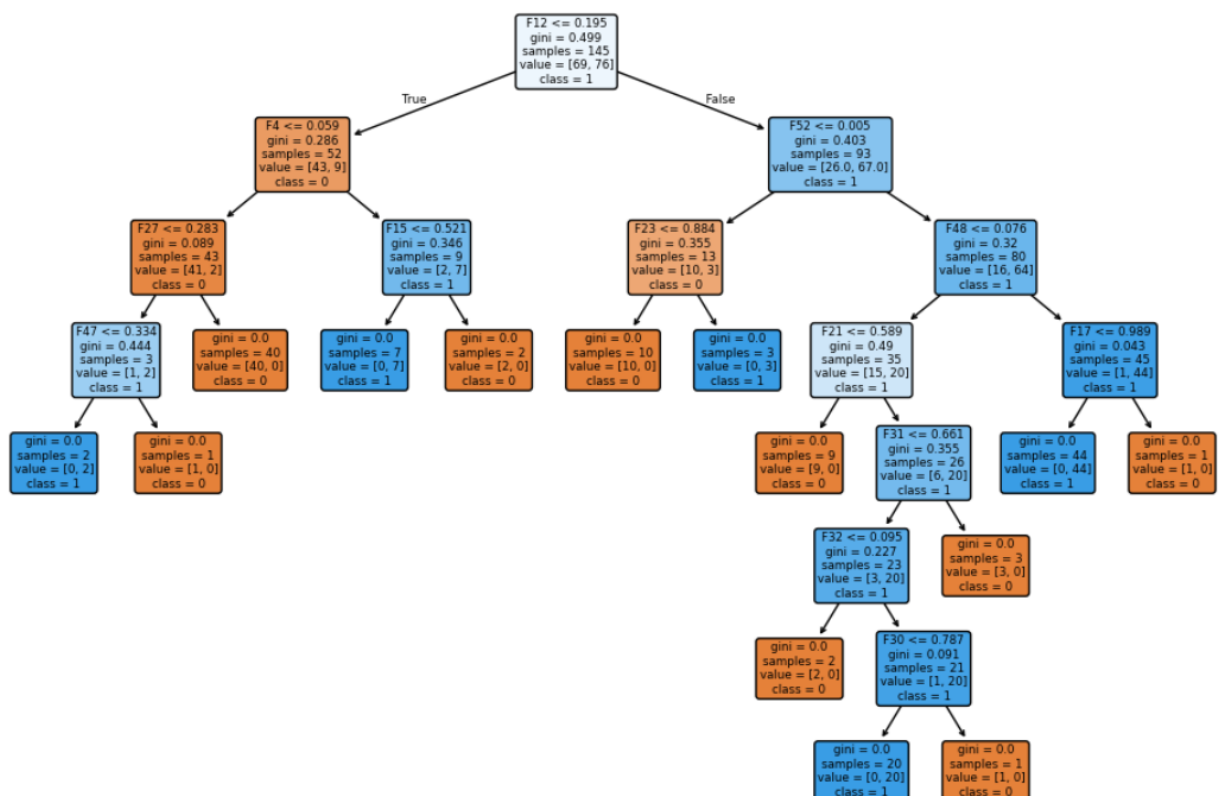 F12 <= 0.195
gini = 0.499
samples = 145
value = [69, 76]
class = 1
True
False
F4 <= 0.059
gini = 0.286
samples = 52
value = [43, 9]
class = 0
F52 <= 0.005
gini = 0.403
samples = 93
value = [26.0, 67.0]
class = 1
F27 <= 0.283
gini = 0.089
samples = 43
value = [41, 2]
class = 0
F15 <= 0.521
gini = 0.346
samples = 9
value = [2, 7]
class = 1
F23 <= 0.884
gini = 0.355
samples = 13
value = [10, 3]
class = 0
F48 <= 0.076
gini = 0.32
samples = 80
value = [16, 64]
class = 1
F47 <= 0.334
gini = 0.444
samples = 3
value = [1, 2]
class = 1
gini = 0.0
samples = 40
value = [40, 0]
class = 0
gini = 0.0
samples = 7
value = [0, 7]
class = 1
gini = 0.0
samples = 2
value = [2, 0]
class = 0
gini = 0.0
samples = 10
value = [10, 0]
class = 0
gini = 0.0
samples = 3
value = [0, 3]
class = 1
F21 <= 0.589
gini = 0.49
samples = 35
value = [15, 20]
class = 1
F17 <= 0.989
gini = 0.043
samples = 45
value = [1, 44]
class = 1
gini = 0.0
samples = 2
value = [0, 2]
class = 1
gini = 0.0
samples = 1
value = [1, 0]
class = 0
gini = 0.0
samples = 9
value = [9, 0]
class = 0
F31 <= 0.661
gini = 0.355
samples = 26
value = [6, 20]
class = 1
gini = 0.0
samples = 44
value = [0, 44]
class = 1
gini = 0.0
samples = 1
value = [1, 0]
class = 0
F32 <= 0.095
gini = 0.227
samples = 23
value = [3, 20]
class = 1
gini = 0.0
samples = 3
value = [3, 0]
class = 0
gini = 0.0
samples = 2
value = [2, 0]
class = 0
F30 <= 0.787
gini = 0.091
samples = 21
value = [1, 20]
class = 1
gini = 0.0
samples = 20
value = [0, 20]
class = 1
gini = 0.0
samples = 1
value = [1, 0]
class = 0